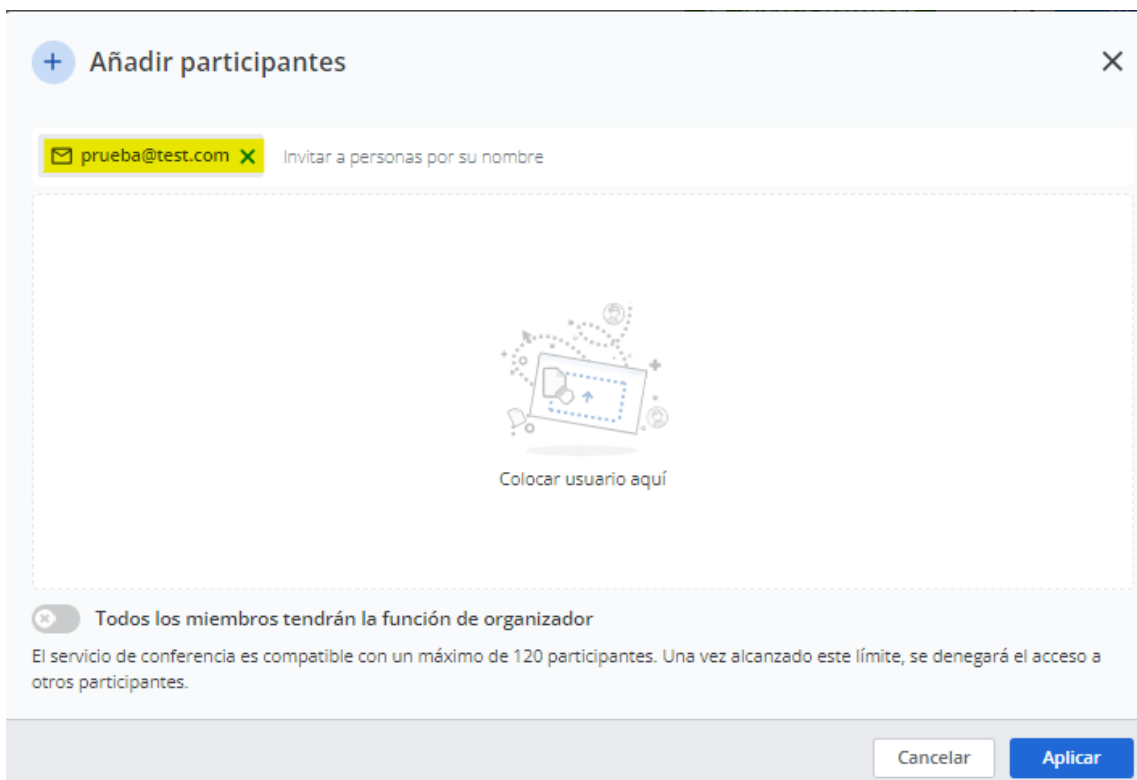 Añadir participantes
prueba@test.com Invitar a personas por su nombre
Colocar usuario aquí
Todos los miembros tendrán la función de organizador
El servicio de conferencia es compatible con un máximo de 120 participantes. Una vez alcanzado este límite, se denegará el acceso a
otros participantes.
Cancelar Aplicar